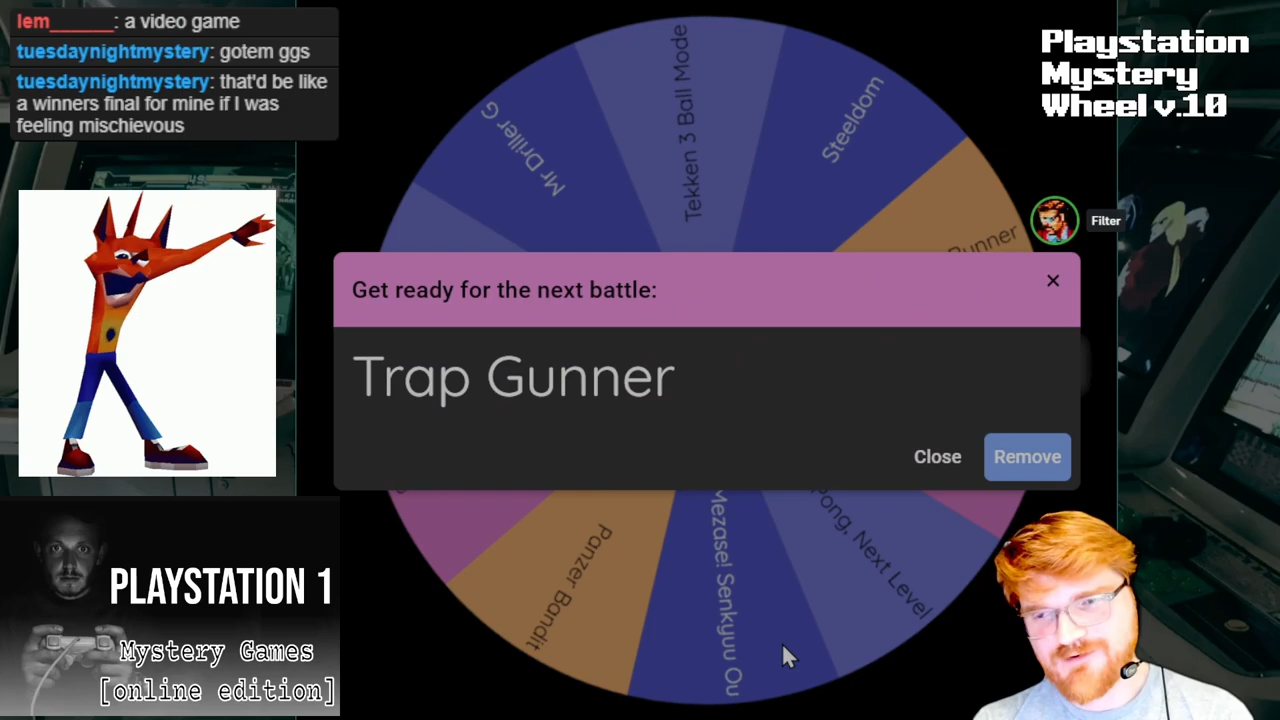 lem______: a video game
tuesdaynightmystery: gotem ggs
tuesdaynightmystery: that'd be like
a winners final for mine if I was
feeling mischievous
Playstation
Mystery
Wheel v.10
Mr Driller G
Tekken 3 Ball Mode
Steeldom
Filter
Get ready for the next battle:
×
Trap Gunner
Close
Remove
Panzer Bandit
Mezase! Senkyuu Ou
Pong, Next Level
PLAYSTATION 1
Mystery Games
[online edition]